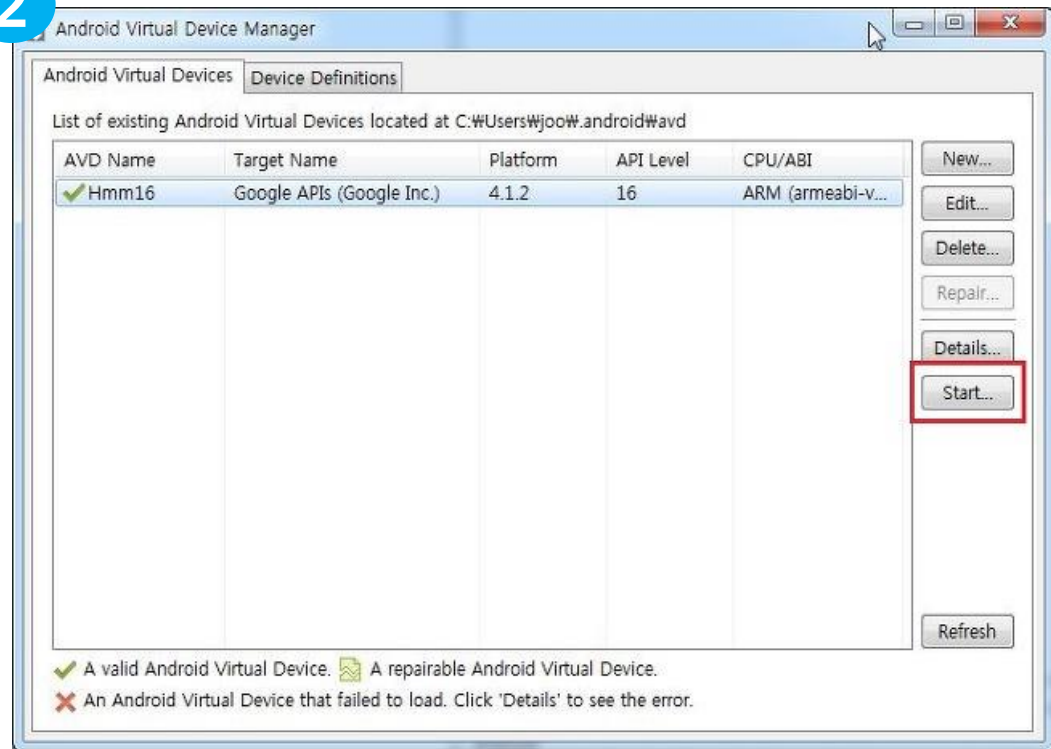 2
Android Virtual Device Manager
Android Virtual Devices Device Definitions
List of existing Android Virtual Devices located at C:₩Users₩joo₩.android₩avd
AVD Name Target Name Platform API Level CPU/ABI New...
Hmm16 Google APIs (Google Inc.) 4.1.2 16 ARM (armeabi-v...
Edit...
Delete...
Repair...
Details...
Start...
Refresh
A valid Android Virtual Device. A repairable Android Virtual Device.
An Android Virtual Device that failed to load. Click 'Details' to see the error.